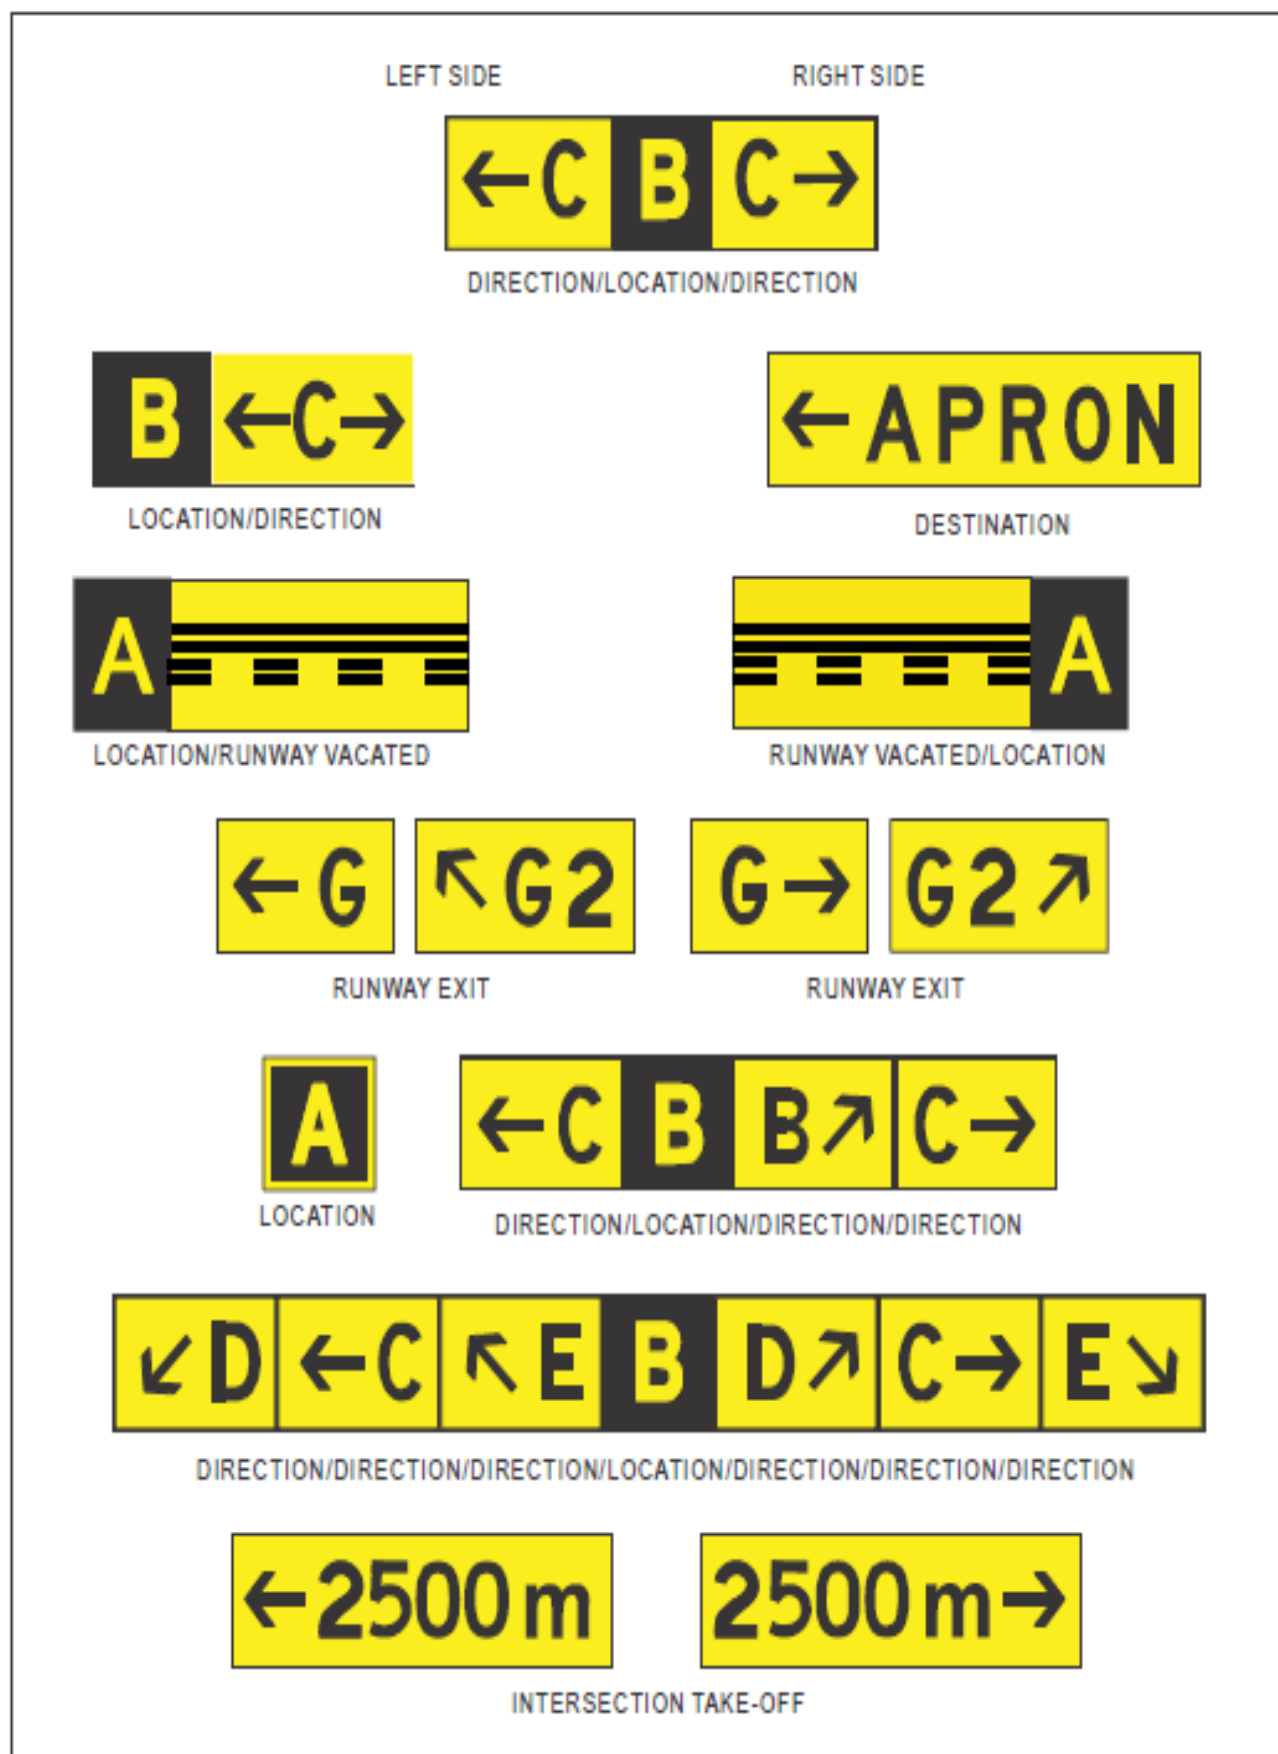 LEFT SIDE RIGHT SIDE
←C B C→
DIRECTION/LOCATION/DIRECTION
B ←C→ ←APRON
LOCATION/DIRECTION DESTINATION
A A
LOCATION/RUNWAY VACATED RUNWAY VACATED/LOCATION
←G ↖G2 G→ G2↗
RUNWAY EXIT RUNWAY EXIT
A ←C B B↗ C→
LOCATION DIRECTION/LOCATION/DIRECTION/DIRECTION
↙D ←C ↖E B D↗ C→ E↘
DIRECTION/DIRECTION/DIRECTION/LOCATION/DIRECTION/DIRECTION/DIRECTION
←2500m 2500m→
INTERSECTION TAKE-OFF